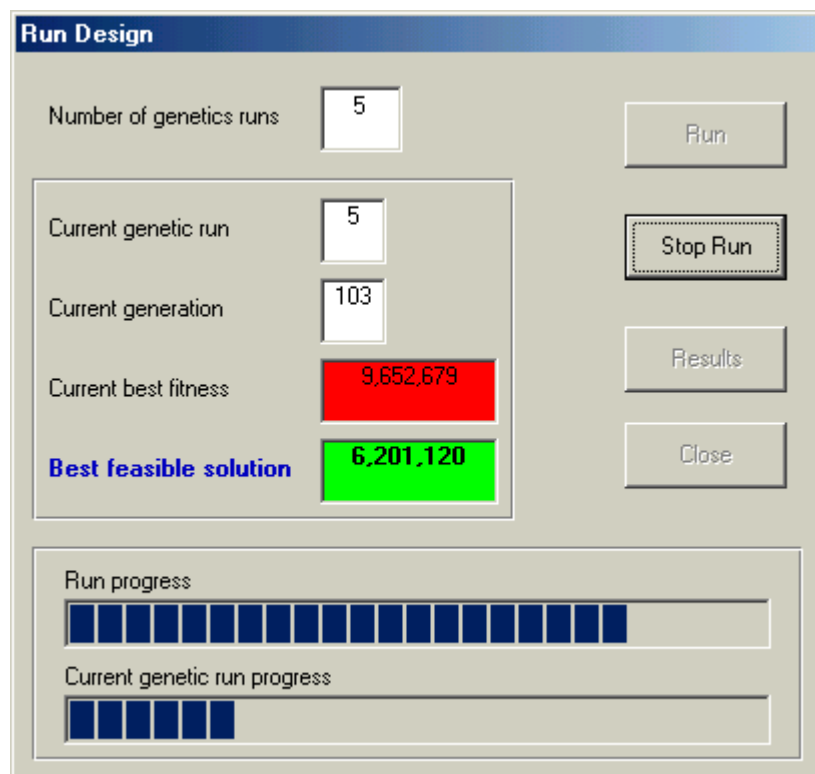 Run Design
Number of genetics runs 5
Run
Current genetic run 5
Stop Run
Current generation 103
Current best fitness 9,652,679
Results
Best feasible solution 6,201,120
Close
Run progress
Current genetic run progress